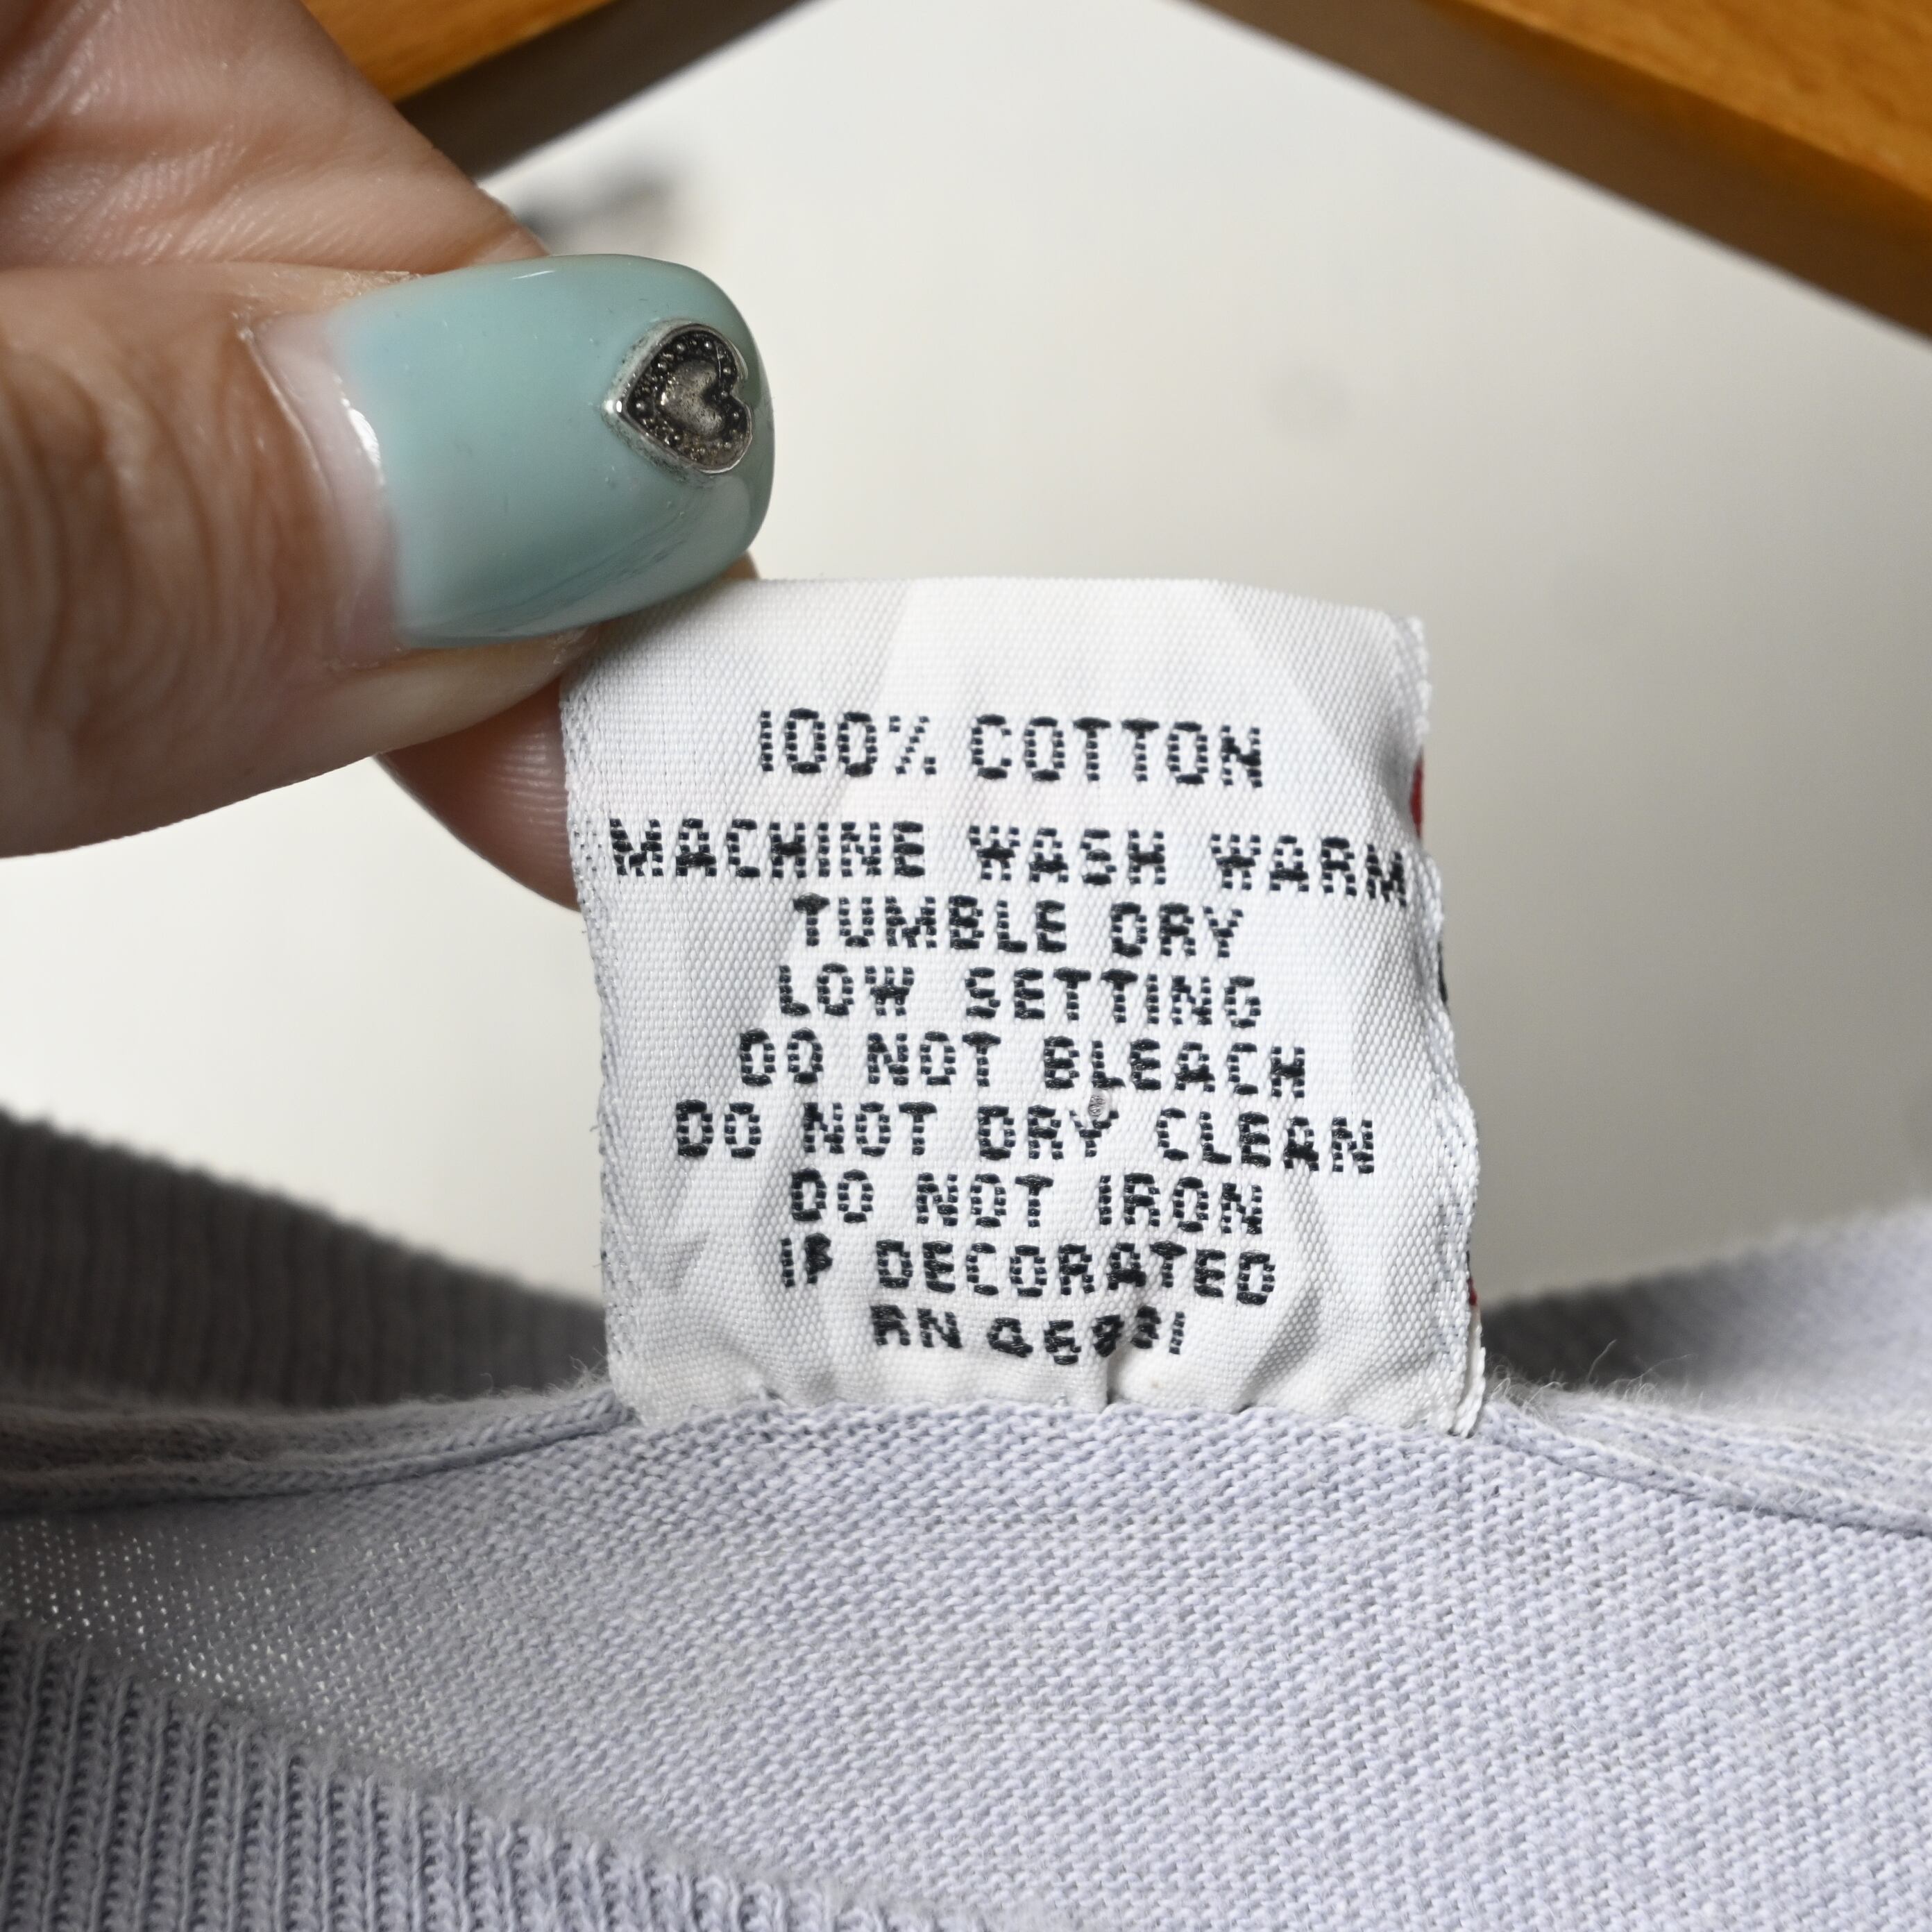 100% COTTON
MACHINE WASH WARM
TUMBLE DRY
LOW SETTING
DO NOT BLEACH
DO NOT DRY CLEAN
DO NOT IRON
IF DECORATED
RN